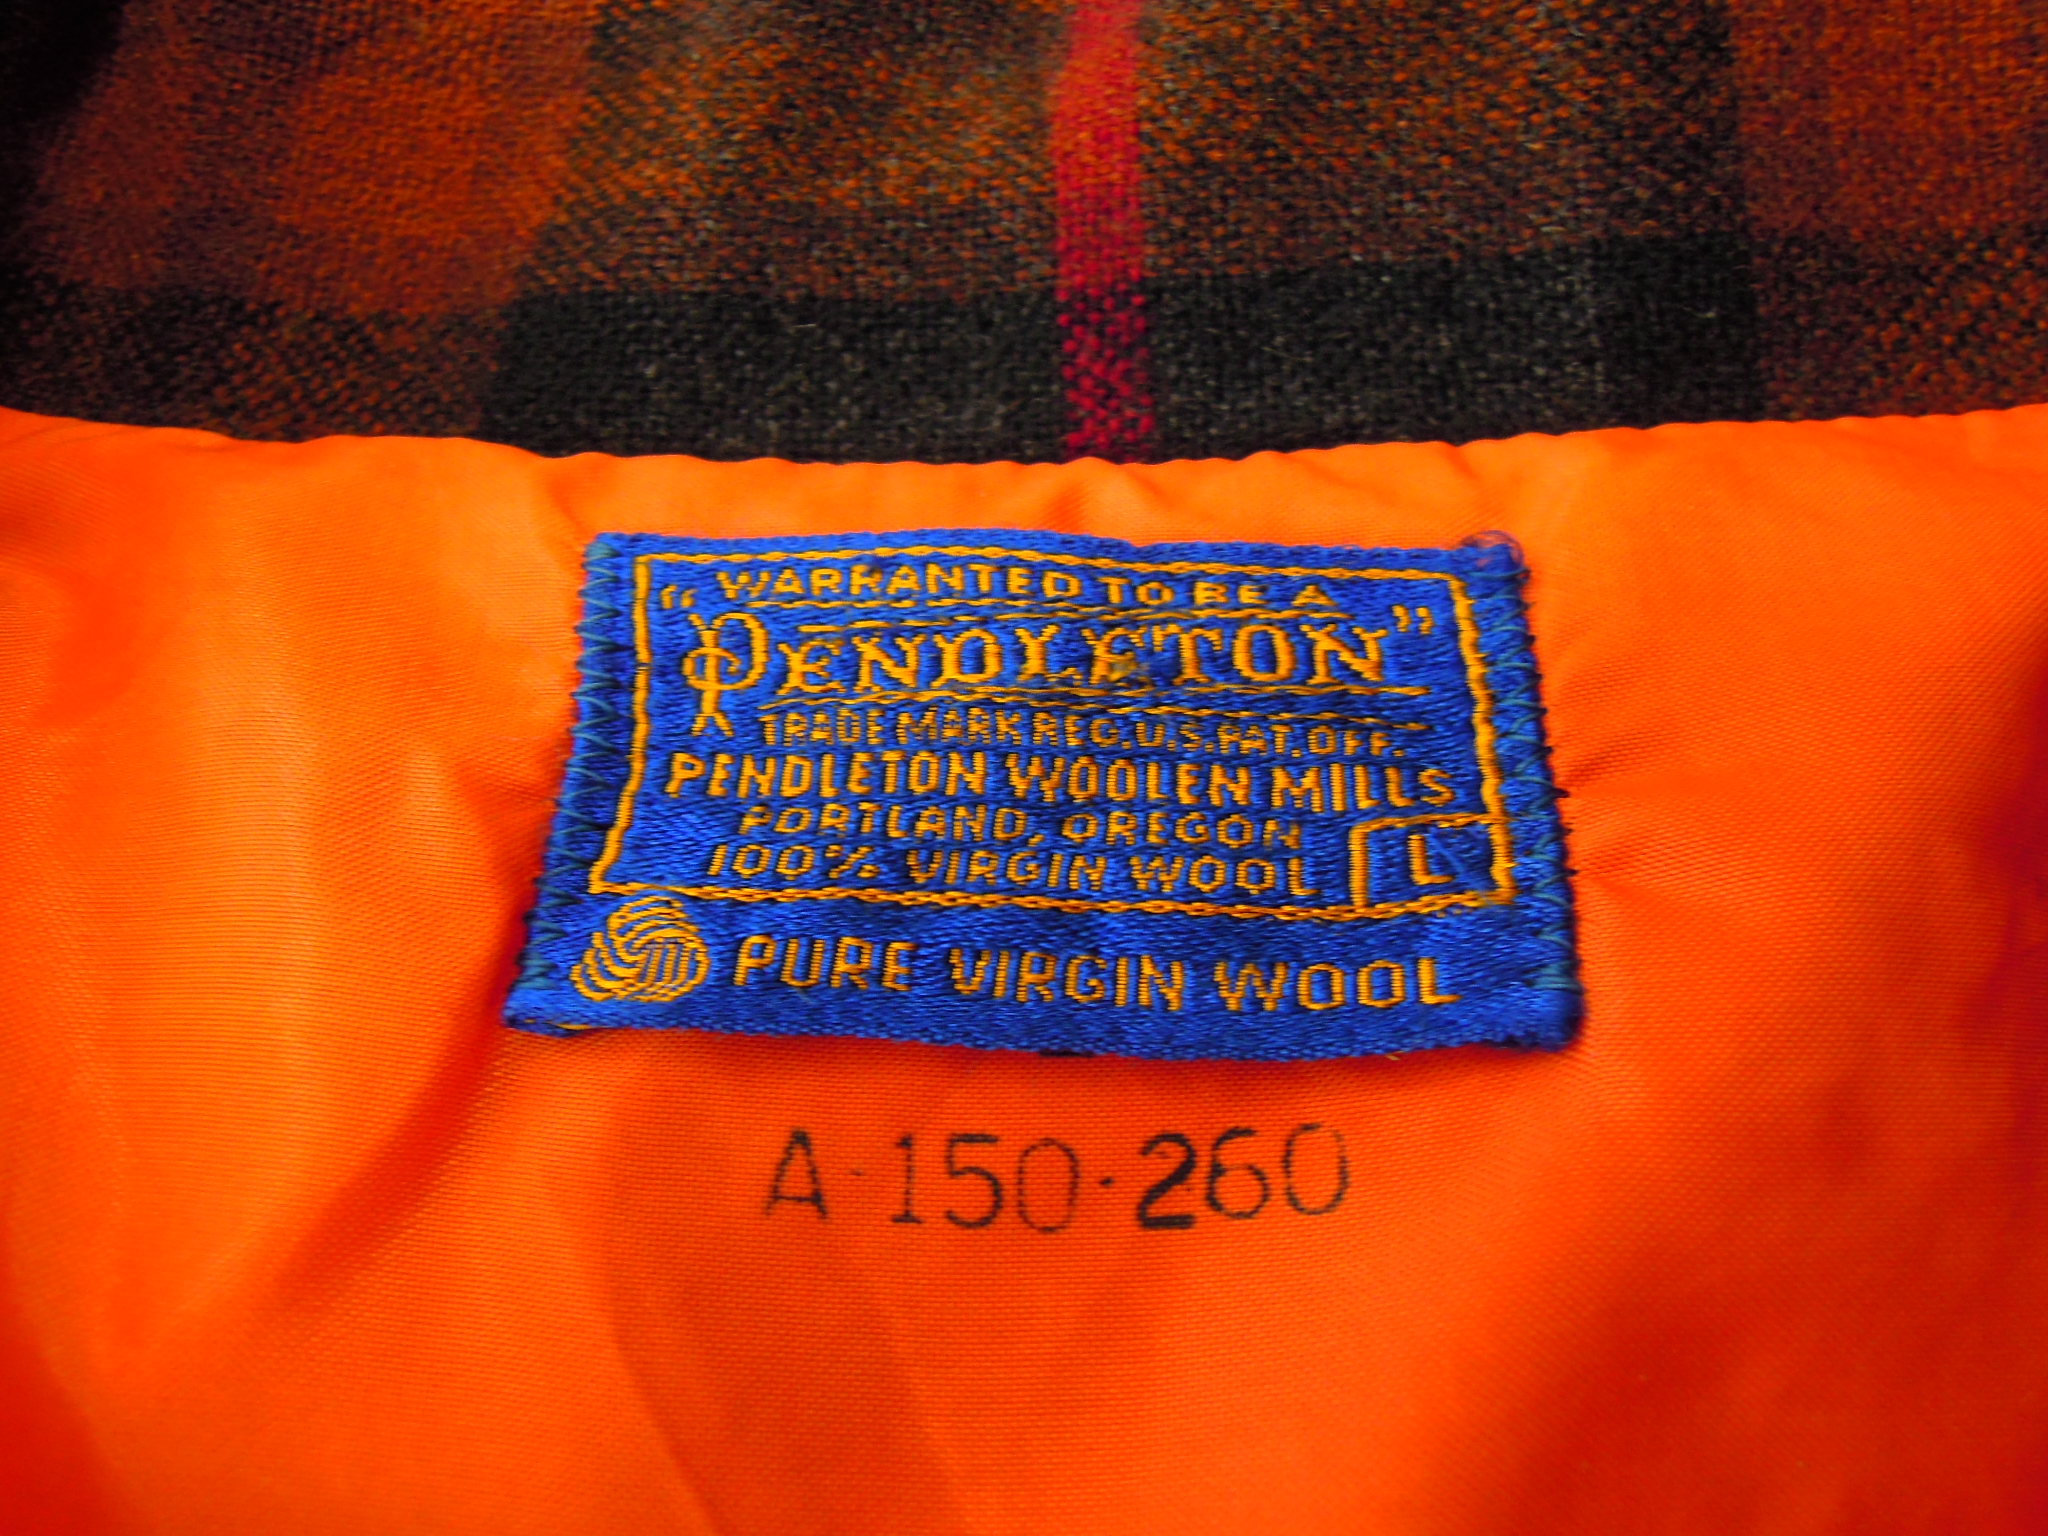 "WARRANTED TO BE A
PENDLETON"
TRADE MARK REG. U.S. PAT. OFF.
PENDLETON WOOLEN MILLS
PORTLAND, OREGON
100% VIRGIN WOOL L
PURE VIRGIN WOOL
A-150-260